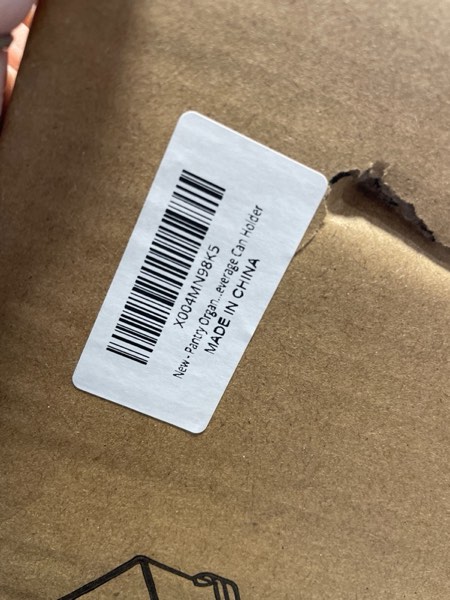 X004MN98K5
New - Pantry Organ...everage Can Holder
MADE IN CHINA